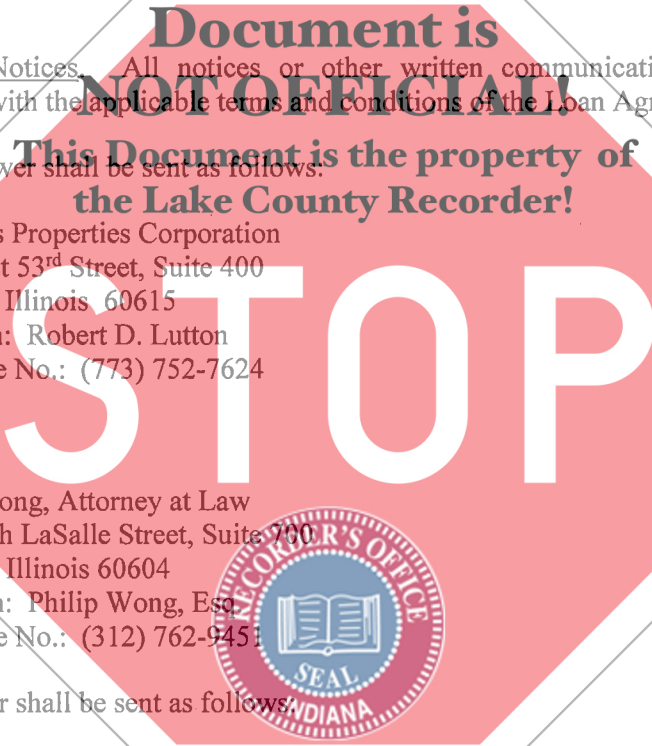 Document is
Notices. All notices or other written communicati
NOT OFFICIAL!
with the applicable terms and conditions of the Loan Agr
This Document is the property of
wer shall be sent as follows:
the Lake County Recorder!
s Properties Corporation
t 53rd Street, Suite 400
Illinois 60615
n: Robert D. Lutton
e No.: (773) 752-7624
STOP
ong, Attorney at Law
h LaSalle Street, Suite 700
Illinois 60604
n: Philip Wong, Esq
e No.: (312) 762-9451
RECORDER'S OFFICE
SEAL
INDIANA
r shall be sent as follows: